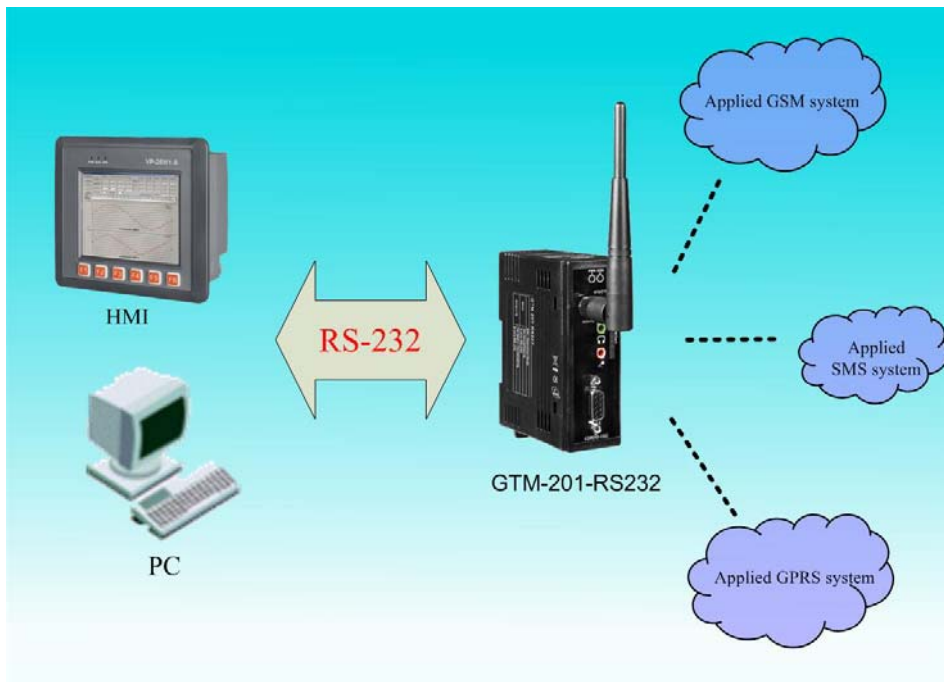 Applied GSM system
HMI
RS-232
Applied
SMS system
GTM-201-RS232
PC
Applied GPRS system